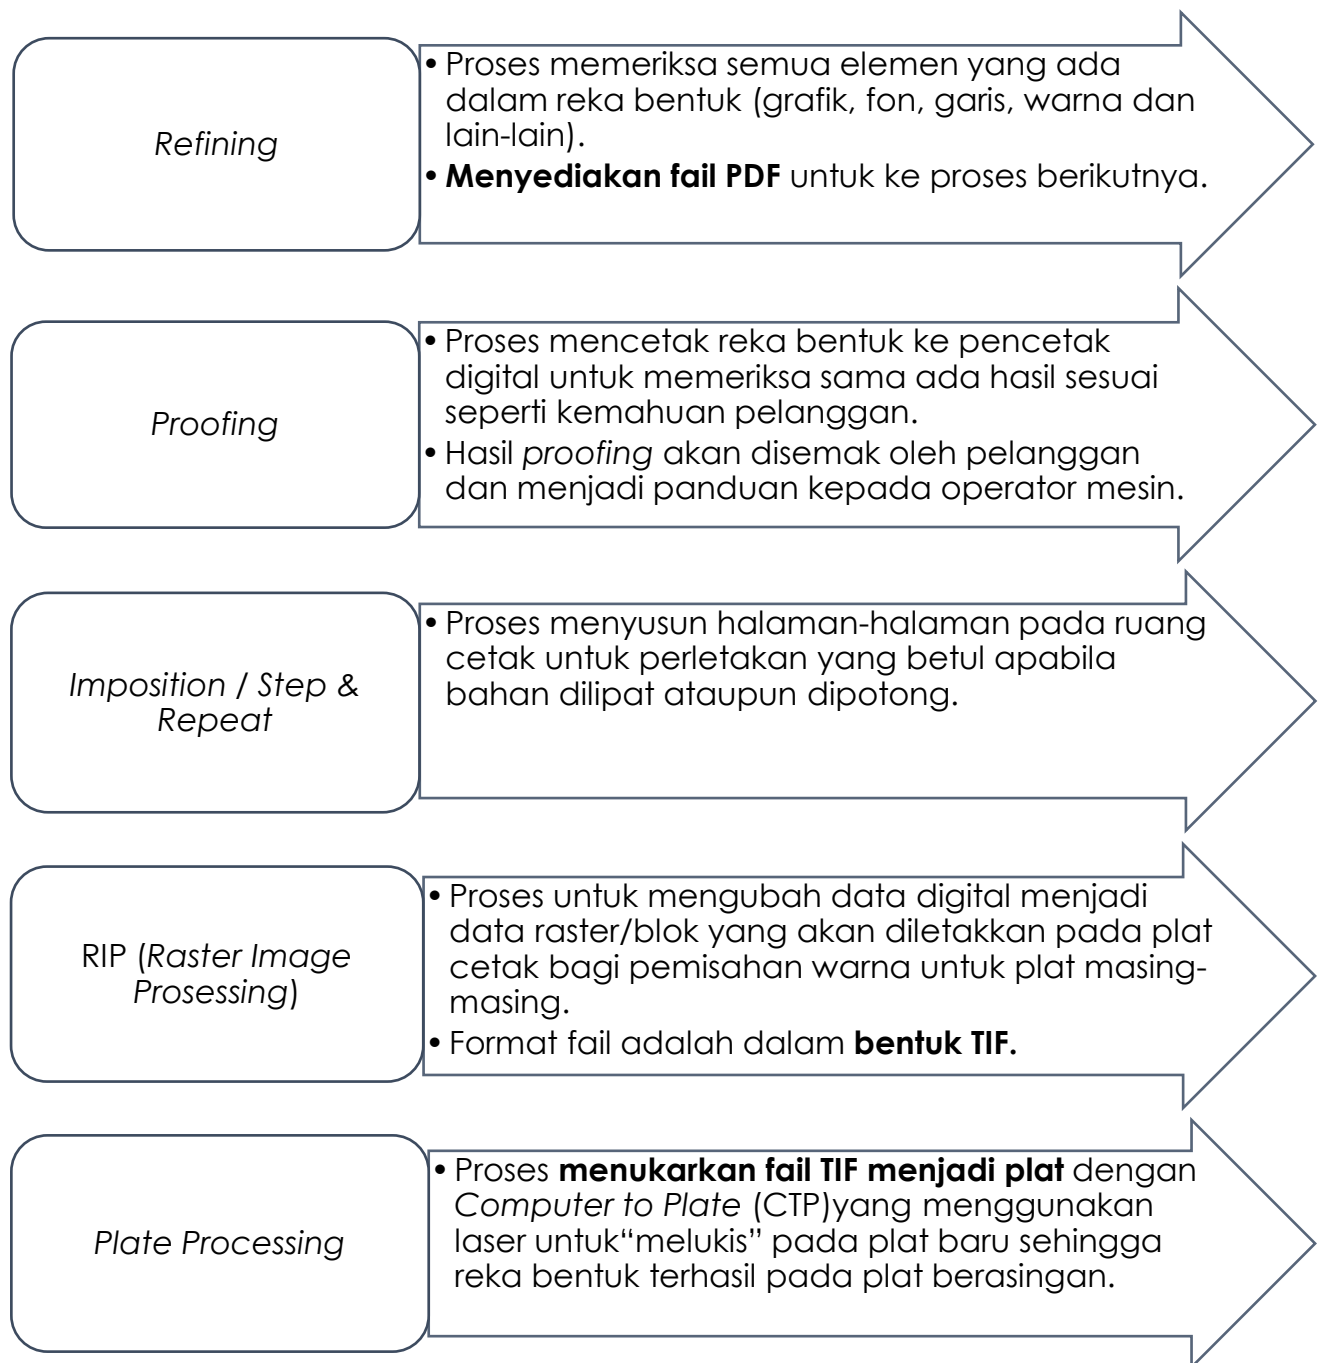 Refining
• Proses memeriksa semua elemen yang ada
dalam reka bentuk (grafik, fon, garis, warna dan
lain-lain).
• Menyediakan fail PDF untuk ke proses berikutnya.
Proofing
• Proses mencetak reka bentuk ke pencetak
digital untuk memeriksa sama ada hasil sesuai
seperti kemahuan pelanggan.
• Hasil proofing akan disemak oleh pelanggan
dan menjadi panduan kepada operator mesin.
Imposition / Step &
Repeat
• Proses menyusun halaman-halaman pada ruang
cetak untuk perletakan yang betul apabila
bahan dilipat ataupun dipotong.
RIP (Raster Image
Prosessing)
• Proses untuk mengubah data digital menjadi
data raster/blok yang akan diletakkan pada plat
cetak bagi pemisahan warna untuk plat masing-
masing.
• Format fail adalah dalam bentuk TIF.
Plate Processing
• Proses menukarkan fail TIF menjadi plat dengan
Computer to Plate (CTP)yang menggunakan
laser untuk“melukis” pada plat baru sehingga
reka bentuk terhasil pada plat berasingan.